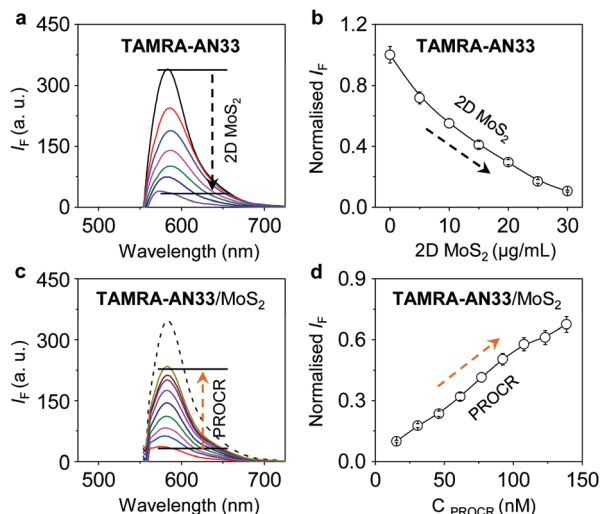 a
TAMRA-AN33
450
300
150
0
I_F (a. u.)
2D MoS₂
500
600
700
Wavelength (nm)
b
TAMRA-AN33
1.2
0.8
0.4
0.0
Normalised I_F
2D MoS₂
0
10
20
30
2D MoS₂ (µg/mL)
c
TAMRA-AN33/MoS₂
450
300
150
0
I_F (a. u.)
PROCR
500
600
700
Wavelength (nm)
d
TAMRA-AN33/MoS₂
0.9
0.6
0.3
0.0
Normalised I_F
PROCR
0
50
100
150
C PROCR (nM)